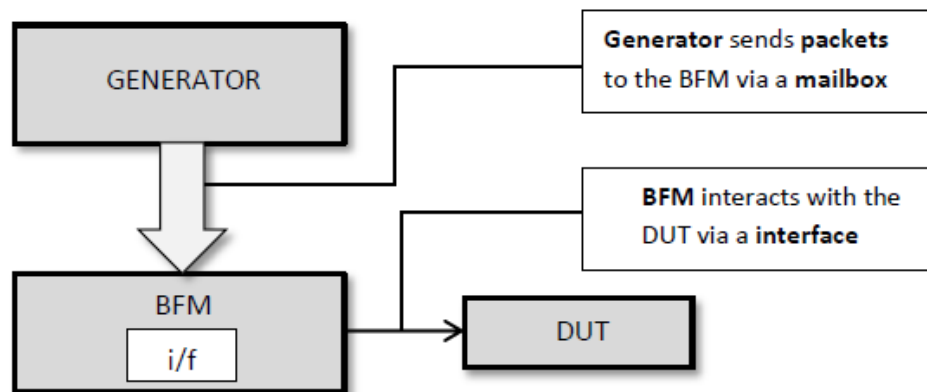 GENERATOR
Generator sends packets
to the BFM via a mailbox
BFM interacts with the
DUT via a interface
BFM
i/f
DUT